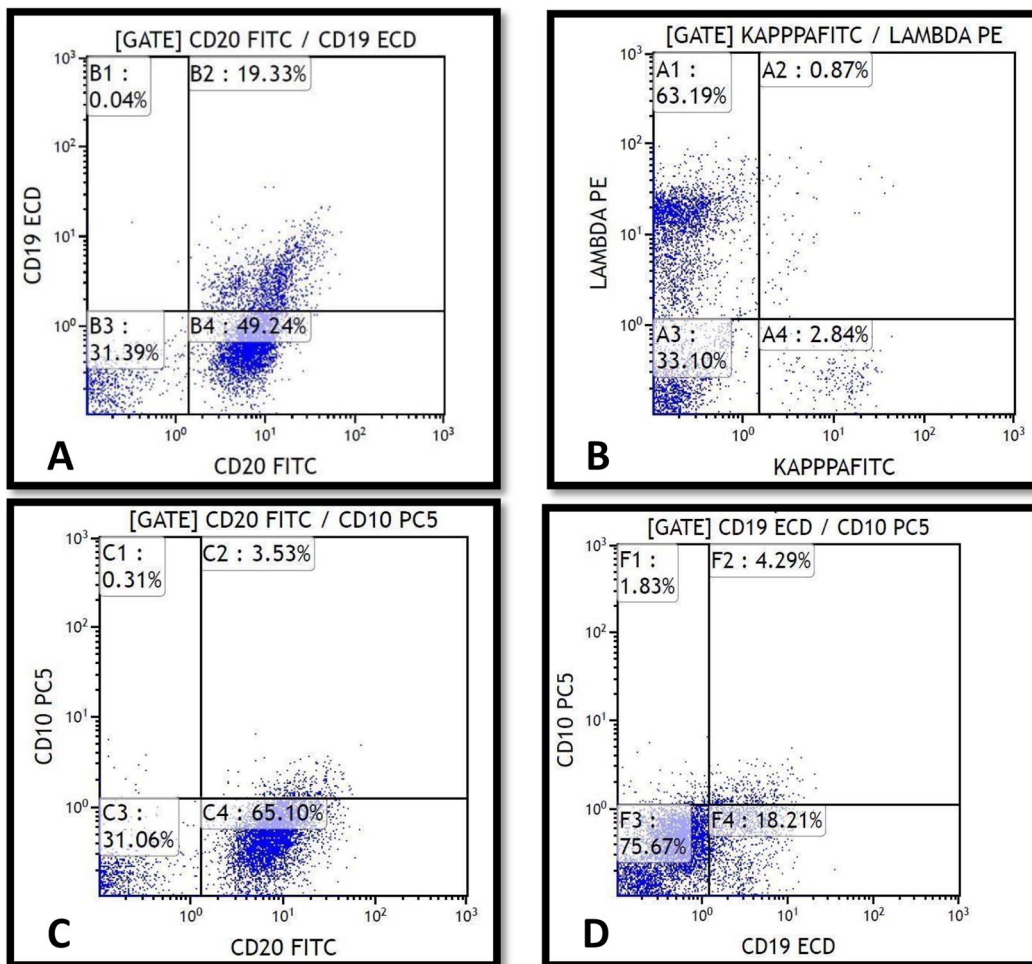 [GATE] CD20 FITC / CD19 ECD
10³
B1 :
0.04%
B2 : 19.33%
10²
CD19 ECD
10¹
10⁰
B3 :
31.39%
B4 : 49.24%
10⁰ 10¹ 10² 10³
A
CD20 FITC
[GATE] KAPPPAFITC / LAMBDA PE
10³
A1 :
63.19%
A2 : 0.87%
10²
LAMBDA PE
10¹
10⁰
A3 :
33.10%
A4 : 2.84%
10⁰ 10¹ 10² 10³
B
KAPPPAFITC
[GATE] CD20 FITC / CD10 PC5
10³
C1 :
0.31%
C2 : 3.53%
10²
CD10 PC5
10¹
10⁰
C3 :
31.06%
C4 : 65.10%
10⁰ 10¹ 10² 10³
C
CD20 FITC
[GATE] CD19 ECD / CD10 PC5
10³
F1 :
1.83%
F2 : 4.29%
10²
CD10 PC5
10¹
10⁰
F3 :
75.67%
F4 : 18.21%
10⁰ 10¹ 10² 10³
D
CD19 ECD